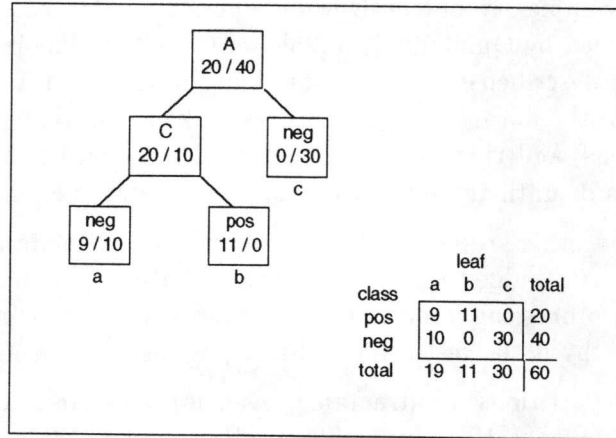 A
20 / 40
C
20 / 10
neg
0 / 30
c
neg
9 / 10
a
pos
11 / 0
b
leaf
class a b c total
pos 9 11 0 20
neg 10 0 30 40
total 19 11 30 60